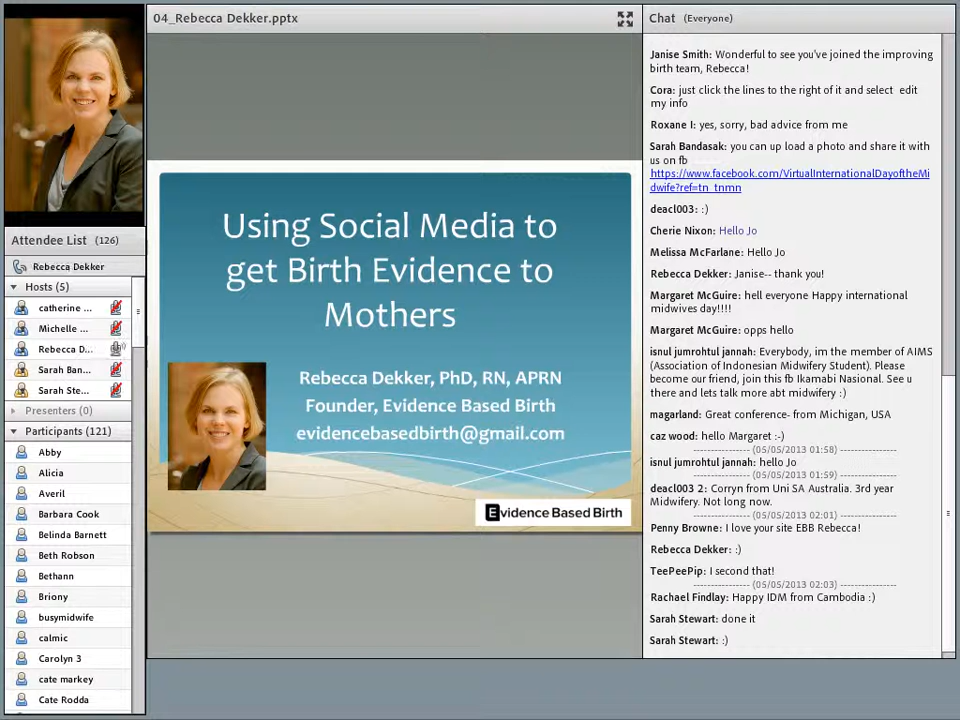 04_Rebecca Dekker.pptx
Attendee List (126)
Rebecca Dekker
Hosts (5)
catherine ...
Michelle ...
Rebecca D...
Sarah Ban...
Sarah Ste...
Presenters (0)
Participants (121)
Abby
Alicia
Averil
Barbara Cook
Belinda Barnett
Beth Robson
Bethann
Briony
busymidwife
calmic
Carolyn 3
cate markey
Cate Rodda
Using Social Media to
get Birth Evidence to
Mothers
Rebecca Dekker, PhD, RN, APRN
Founder, Evidence Based Birth
evidencebasedbirth@gmail.com
Evidence Based Birth
Chat (Everyone)
Janise Smith: Wonderful to see you've joined the improving
birth team, Rebecca!
Cora: just click the lines to the right of it and select edit
my info
Roxane I: yes, sorry, bad advice from me
Sarah Bandasak: you can up load a photo and share it with
us on fb
https://www.facebook.com/VirtualInternationalDayoftheMi
dwife?ref=tn_tnmn
deacl003: :)
Cherie Nixon: Hello Jo
Melissa McFarlane: Hello Jo
Rebecca Dekker: Janise-- thank you!
Margaret McGuire: hell everyone Happy international
midwives day!!!!
Margaret McGuire: opps hello
isnul jumrohtul jannah: Everybody, im the member of AIMS
(Association of Indonesian Midwifery Student). Please
become our friend, join this fb Ikamabi Nasional. See u
there and lets talk more abt midwifery :)
magarland: Great conference- from Michigan, USA
caz wood: hello Margaret :-)
---------------- (05/05/2013 01:58) ----------------
isnul jumrohtul jannah: hello Jo
---------------- (05/05/2013 01:59) ----------------
deacl003 2: Corryn from Uni SA Australia. 3rd year
Midwifery. Not long now.
---------------- (05/05/2013 02:01) ----------------
Penny Browne: I love your site EBB Rebecca!
Rebecca Dekker: :)
TeePeePip: I second that!
---------------- (05/05/2013 02:03) ----------------
Rachael Findlay: Happy IDM from Cambodia :)
Sarah Stewart: done it
Sarah Stewart: :)